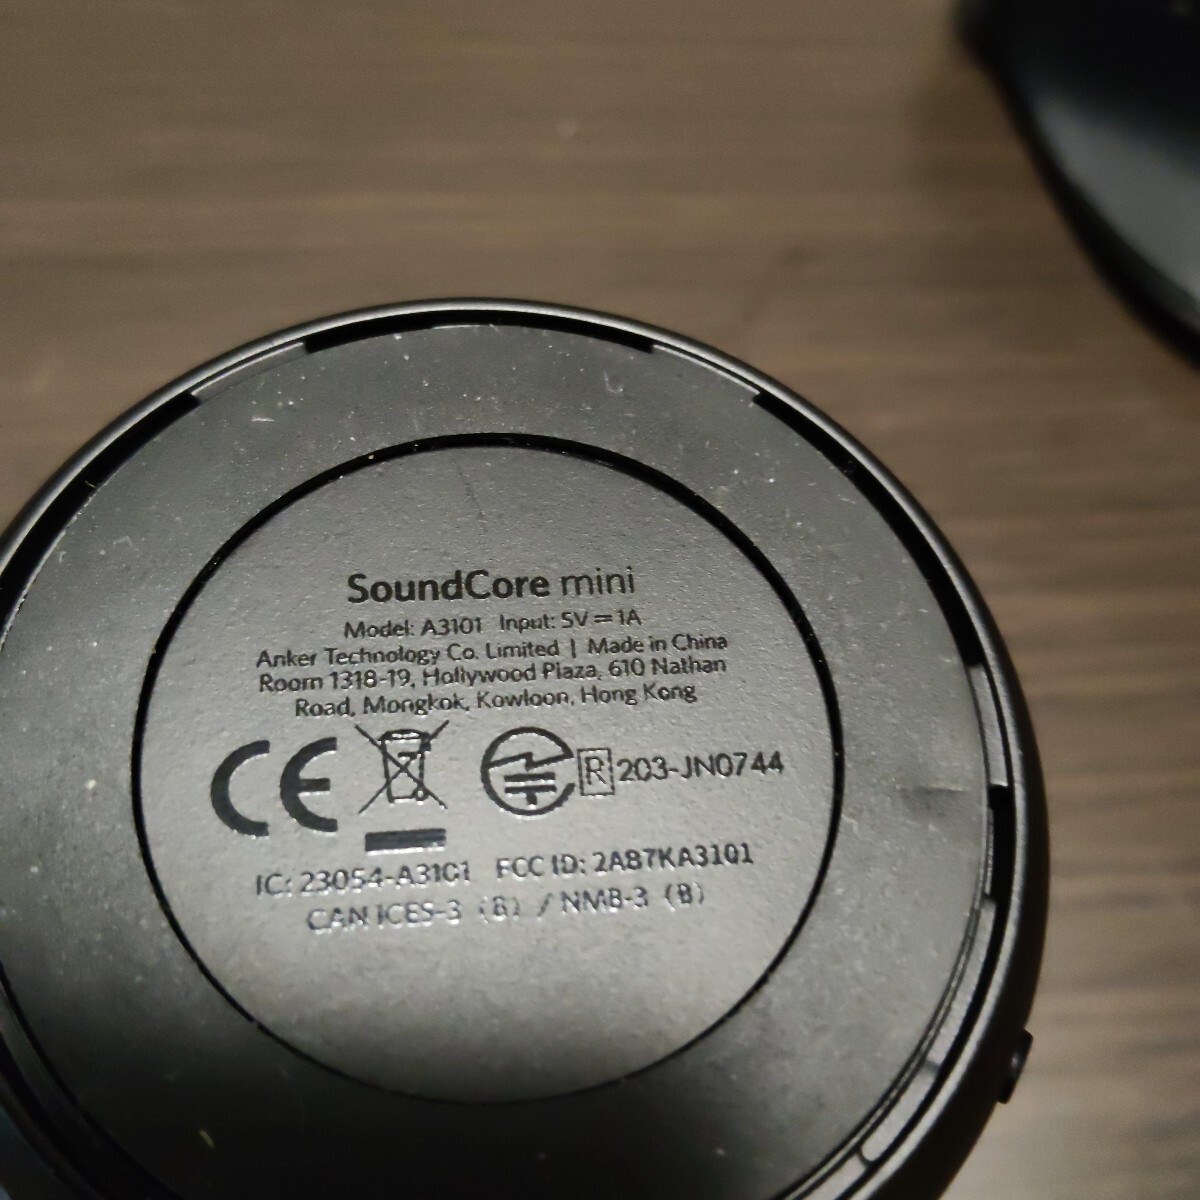 SoundCore mini
Model: A3101 Input: 5V⎓1A
Anker Technology Co. Limited | Made in China
Room 1318-19, Hollywood Plaza, 610 Nathan
Road, Mongkok, Kowloon, Hong Kong
CE R 203-JN0744
IC: 23054-A3101 FCC ID: 2AB7KA3101
CAN ICES-3 (B) / NMB-3 (B)